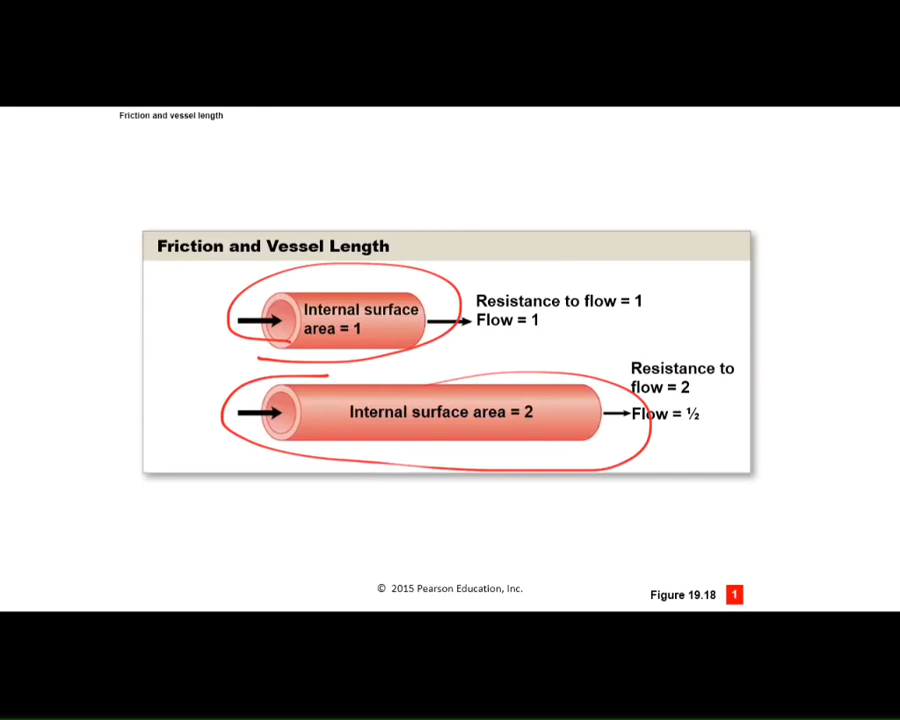 Friction and vessel length
Friction and Vessel Length
Internal surface
area = 1
Resistance to flow = 1
Flow = 1
Resistance to
flow = 2
Internal surface area = 2
Flow = ½
© 2015 Pearson Education, Inc.
Figure 19.18 1